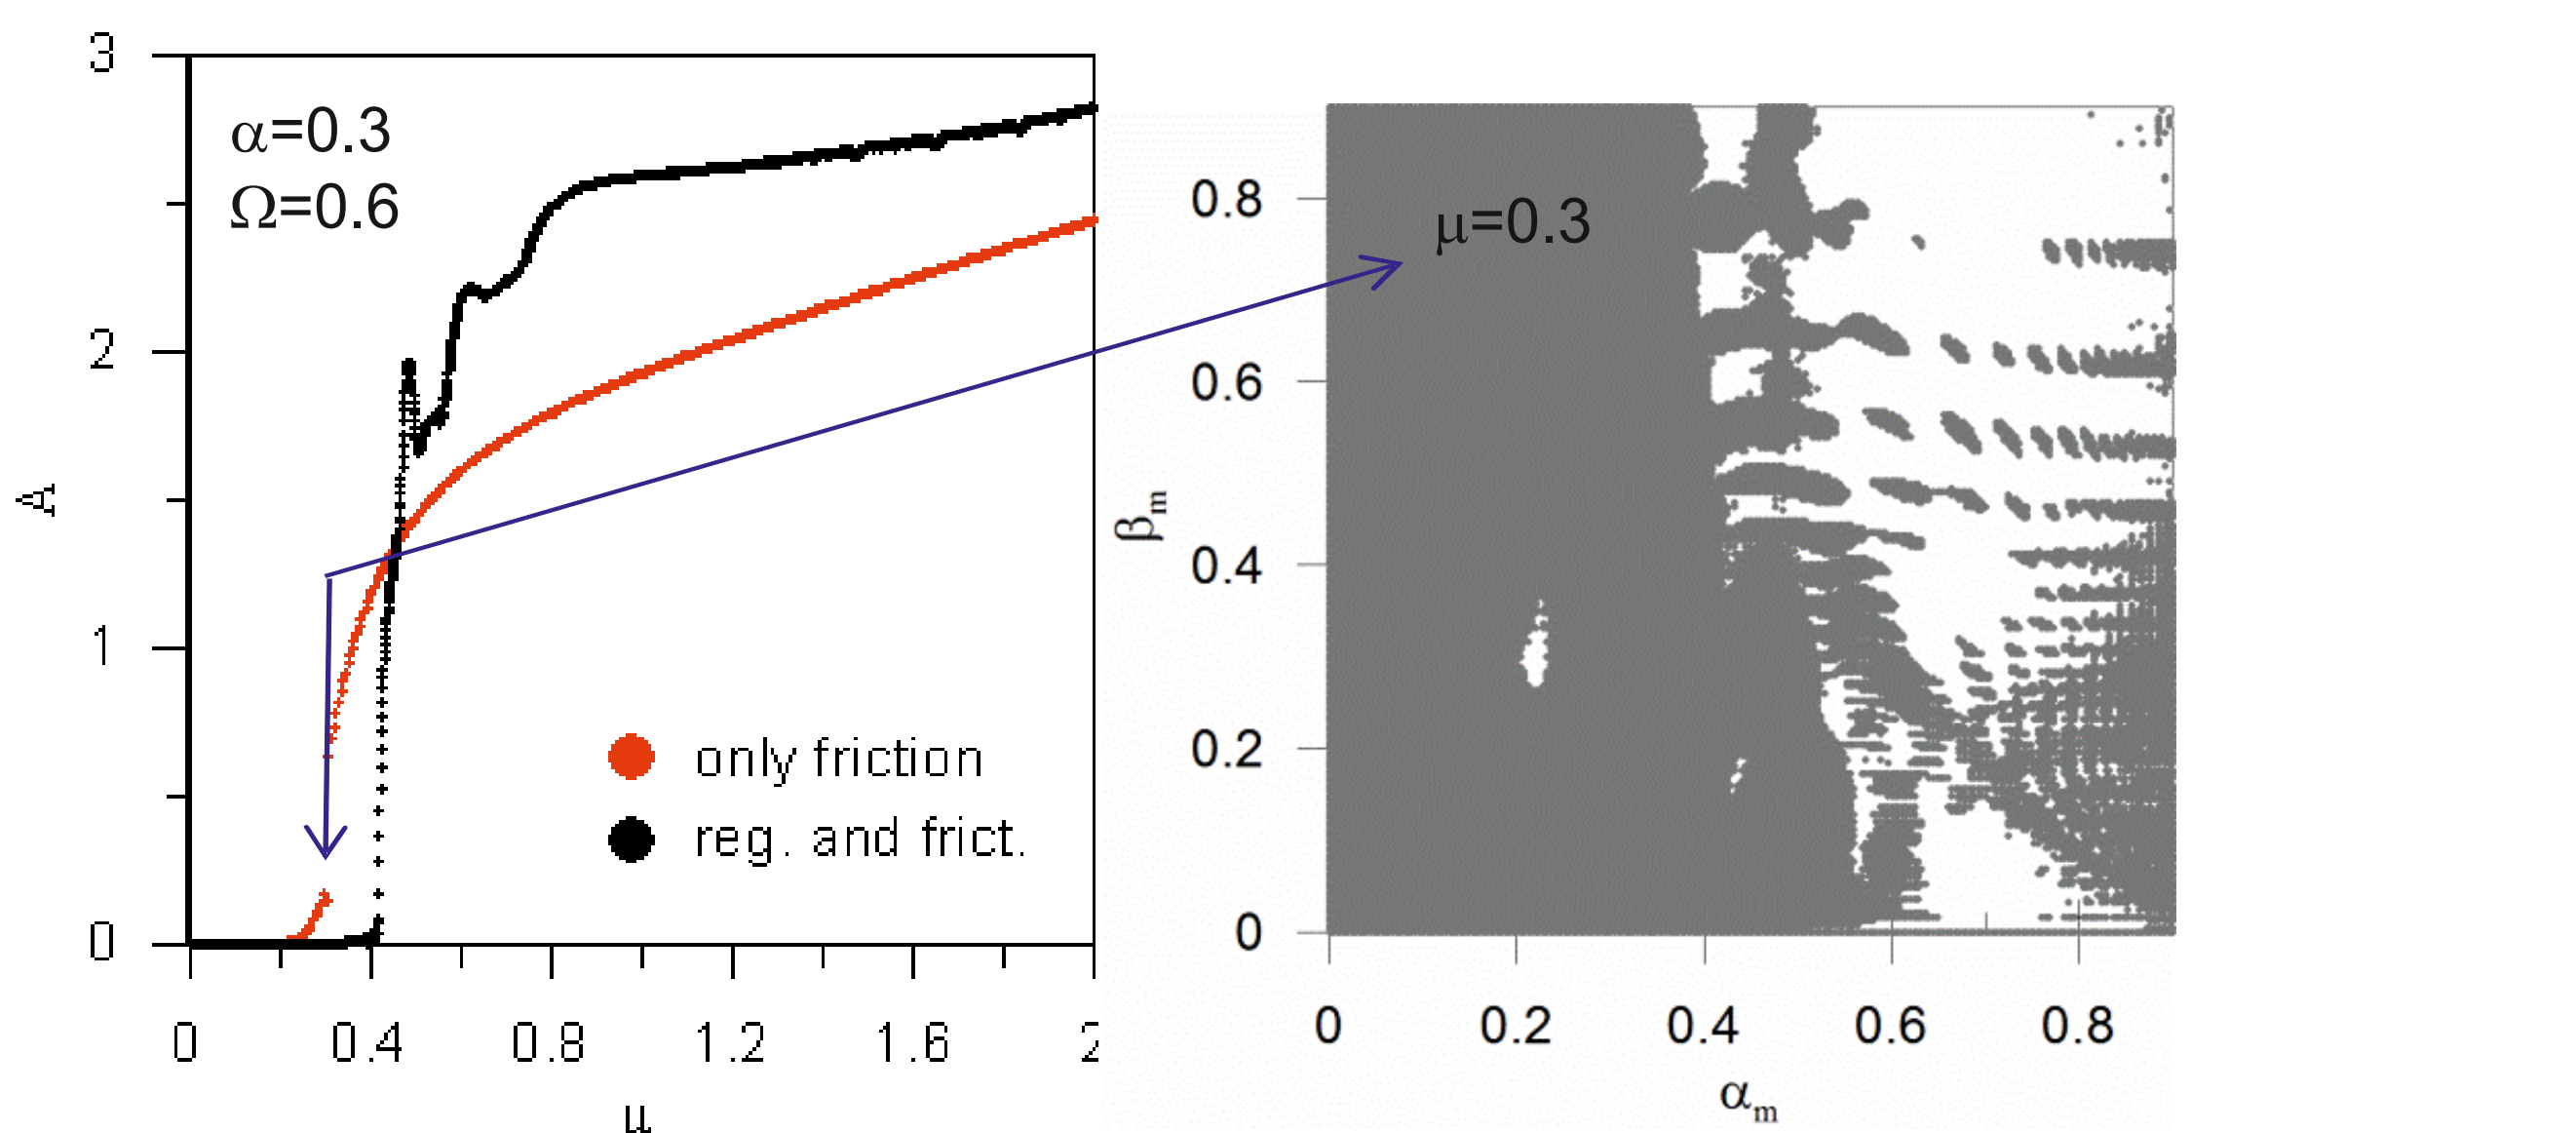 3
α=0.3
Ω=0.6
2
A
1
only friction
reg. and frict.
0
0 0.4 0.8 1.2 1.6 2
μ
μ=0.3
0.8
0.6
βm
0.4
0.2
0
0 0.2 0.4 0.6 0.8
αm